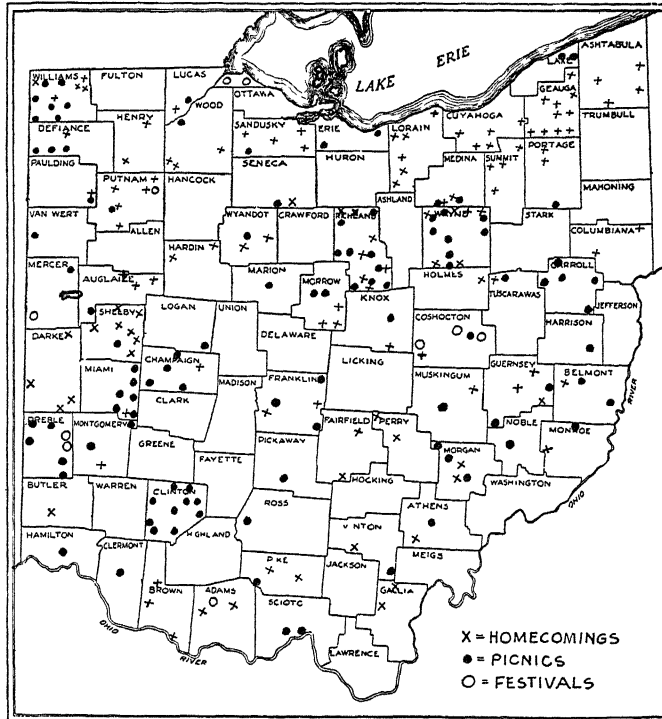 LAKE ERIE
WILLIAMS
FULTON
LUCAS
OTTAWA
LAKE
ASHTABULA
GEAUGA
HENRY
WOOD
SANDUSKY
ERIE
LORAIN
CUYAHOGA
TRUMBULL
DEFIANCE
SENECA
HURON
MEDINA
SUMMIT
PORTAGE
PAULDING
PUTNAM
HANCOCK
MAHONING
VAN WERT
ALLEN
WYANDOT
CRAWFORD
RICHLAND
ASHLAND
WAYNE
STARK
COLUMBIANA
HARDIN
MERCER
AUGLAIZE
MARION
MORROW
HOLMES
CARROLL
TUSCARAWAS
JEFFERSON
LOGAN
UNION
KNOX
COSHOCTON
HARRISON
SHELBY
DARKE
DELAWARE
LICKING
CHAMPAIGN
MIAMI
MADISON
FRANKLIN
MUSKINGUM
GUERNSEY
BELMONT
RIVER
CLARK
PREBLE
MONTGOMERY
GREENE
FAIRFIELD
PERRY
NOBLE
MONROE
PICKAWAY
MORGAN
FAYETTE
HOCKING
WASHINGTON
OHIO
BUTLER
WARREN
CLINTON
ROSS
ATHENS
HIGHLAND
VINTON
HAMILTON
CLERMONT
PIKE
JACKSON
MEIGS
BROWN
ADAMS
SCIOTO
GALLIA
OHIO
RIVER
LAWRENCE
X = HOMECOMINGS
● = PICNICS
O = FESTIVALS